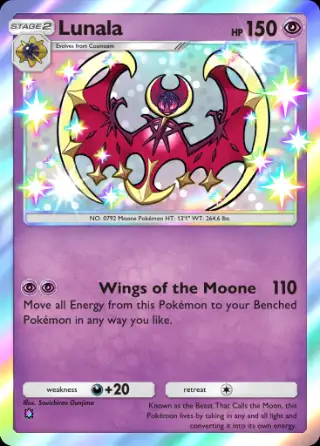 STAGE 2
Lunala
HP 150
Evolves from Cosmoem
NO. 0792 Moone Pokémon HT: 13'1" WT: 264.6 lbs.
Wings of the Moone 110
Move all Energy from this Pokémon to your Benched
Pokémon in any way you like.
weakness +20
retreat
Illus. Souichirou Gunjima
Known as the Beast That Calls the Moon, this
Pokémon lives by taking in any and all light and
converting it into its own energy.